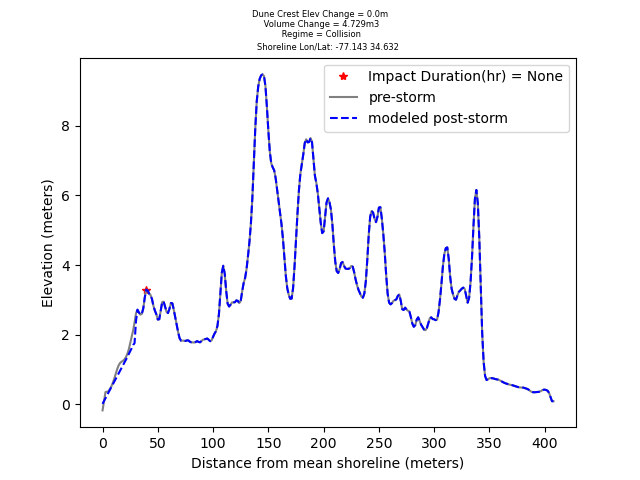 Dune Crest Elev Change = 0.0m
Volume Change = 4.729m3
Regime = Collision
Shoreline Lon/Lat: -77.143 34.632
Impact Duration(hr) = None
pre-storm
modeled post-storm
Elevation (meters)
8
6
4
2
0
0 50 100 150 200 250 300 350 400
Distance from mean shoreline (meters)